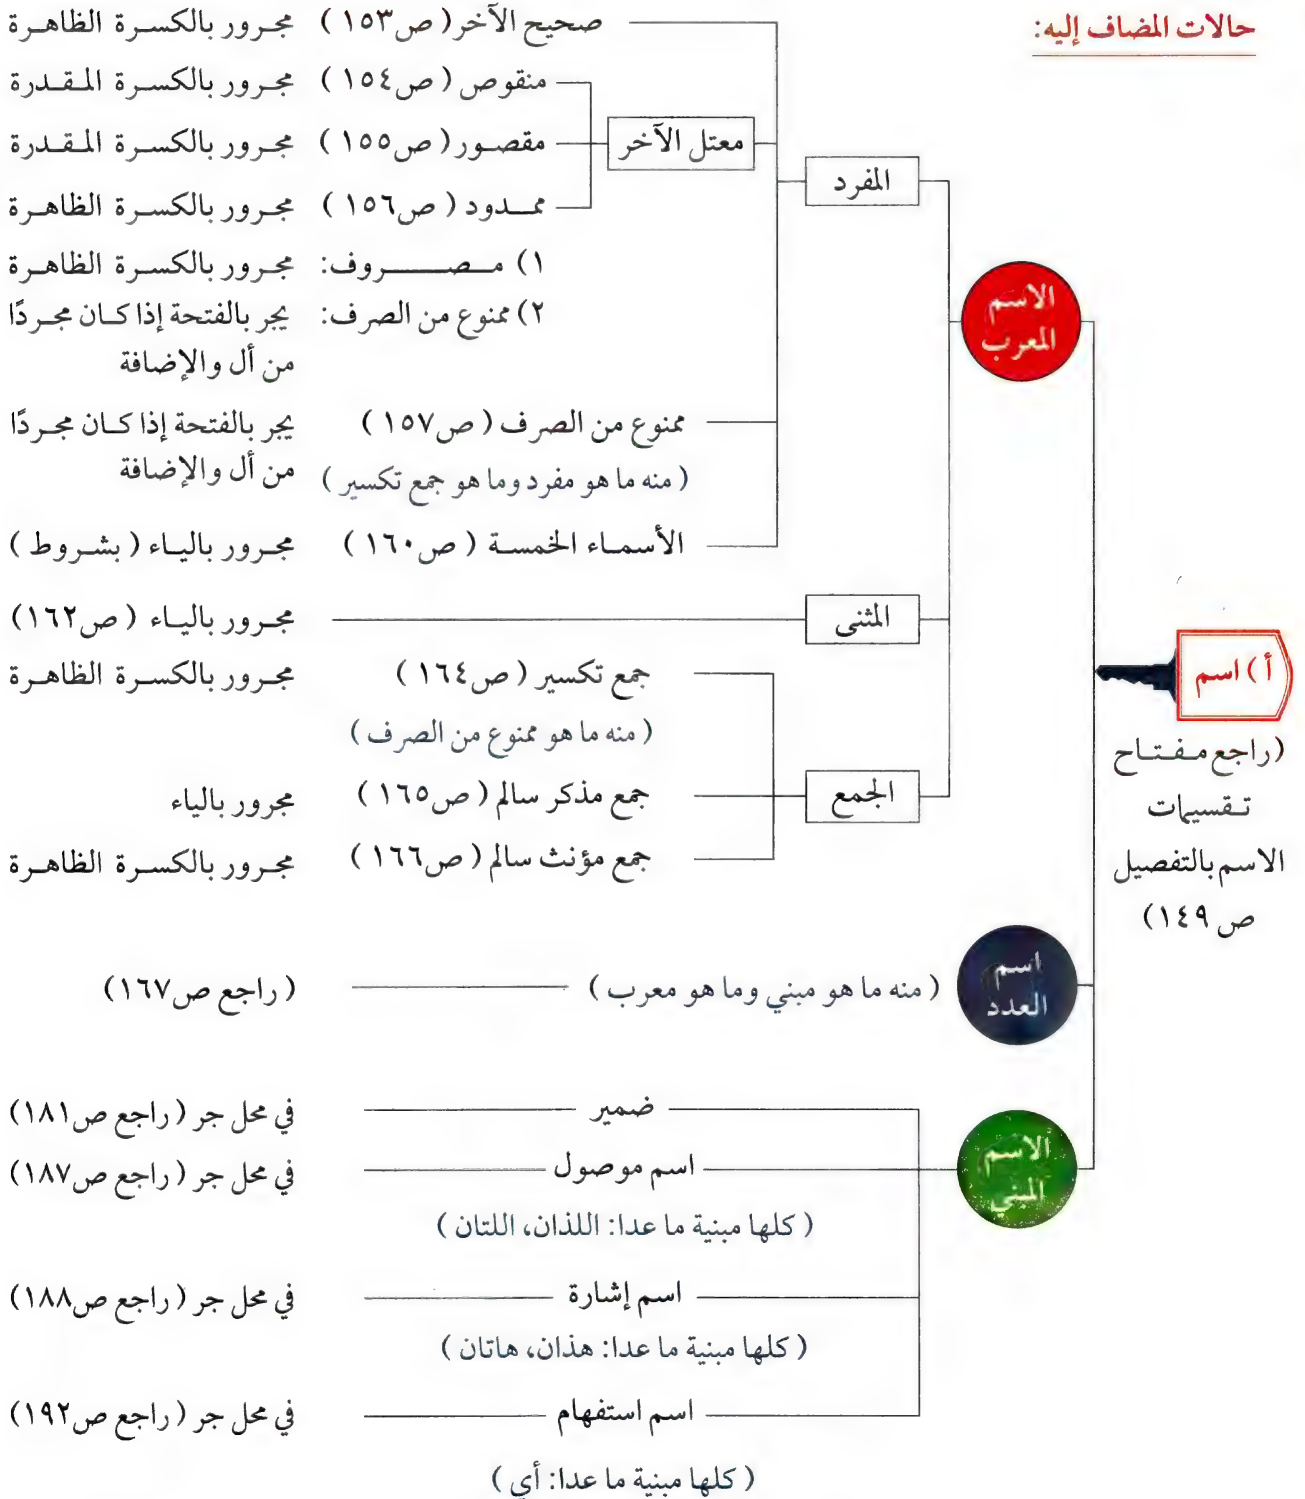 حالات المضاف إليه:
أ) اسم
(راجع مفتاح
تقسيمات
الاسم بالتفصيل
ص ١٤٩)
الاسم
المعرب
المفرد
صحيح الآخر (ص١٥٣) مجرور بالكسرة الظاهرة
معتل الآخر
منقوص (ص١٥٤) مجرور بالكسرة المقدرة
مقصور (ص١٥٥) مجرور بالكسرة المقدرة
ممدود (ص١٥٦) مجرور بالكسرة الظاهرة
١) مصروف: مجرور بالكسرة الظاهرة
٢) ممنوع من الصرف: يجر بالفتحة إذا كان مجردًا
من أل والإضافة
ممنوع من الصرف (ص١٥٧) يجر بالفتحة إذا كان مجردًا
من أل والإضافة
(منه ما هو مفرد وما هو جمع تكسير)
الأسماء الخمسة (ص١٦٠) مجرور بالياء (بشروط)
المثنى
مجرور بالياء (ص١٦٢)
الجمع
جمع تكسير (ص١٦٤) مجرور بالكسرة الظاهرة
(منه ما هو ممنوع من الصرف)
جمع مذكر سالم (ص١٦٥) مجرور بالياء
جمع مؤنث سالم (ص١٦٦) مجرور بالكسرة الظاهرة
اسم
العدد
(منه ما هو مبني وما هو معرب) (راجع ص١٦٧)
الاسم
المبني
ضمير في محل جر (راجع ص١٨١)
اسم موصول في محل جر (راجع ص١٨٧)
(كلها مبنية ما عدا: اللذان، اللتان)
اسم إشارة في محل جر (راجع ص١٨٨)
(كلها مبنية ما عدا: هذان، هاتان)
اسم استفهام في محل جر (راجع ص١٩٢)
(كلها مبنية ما عدا: أي)